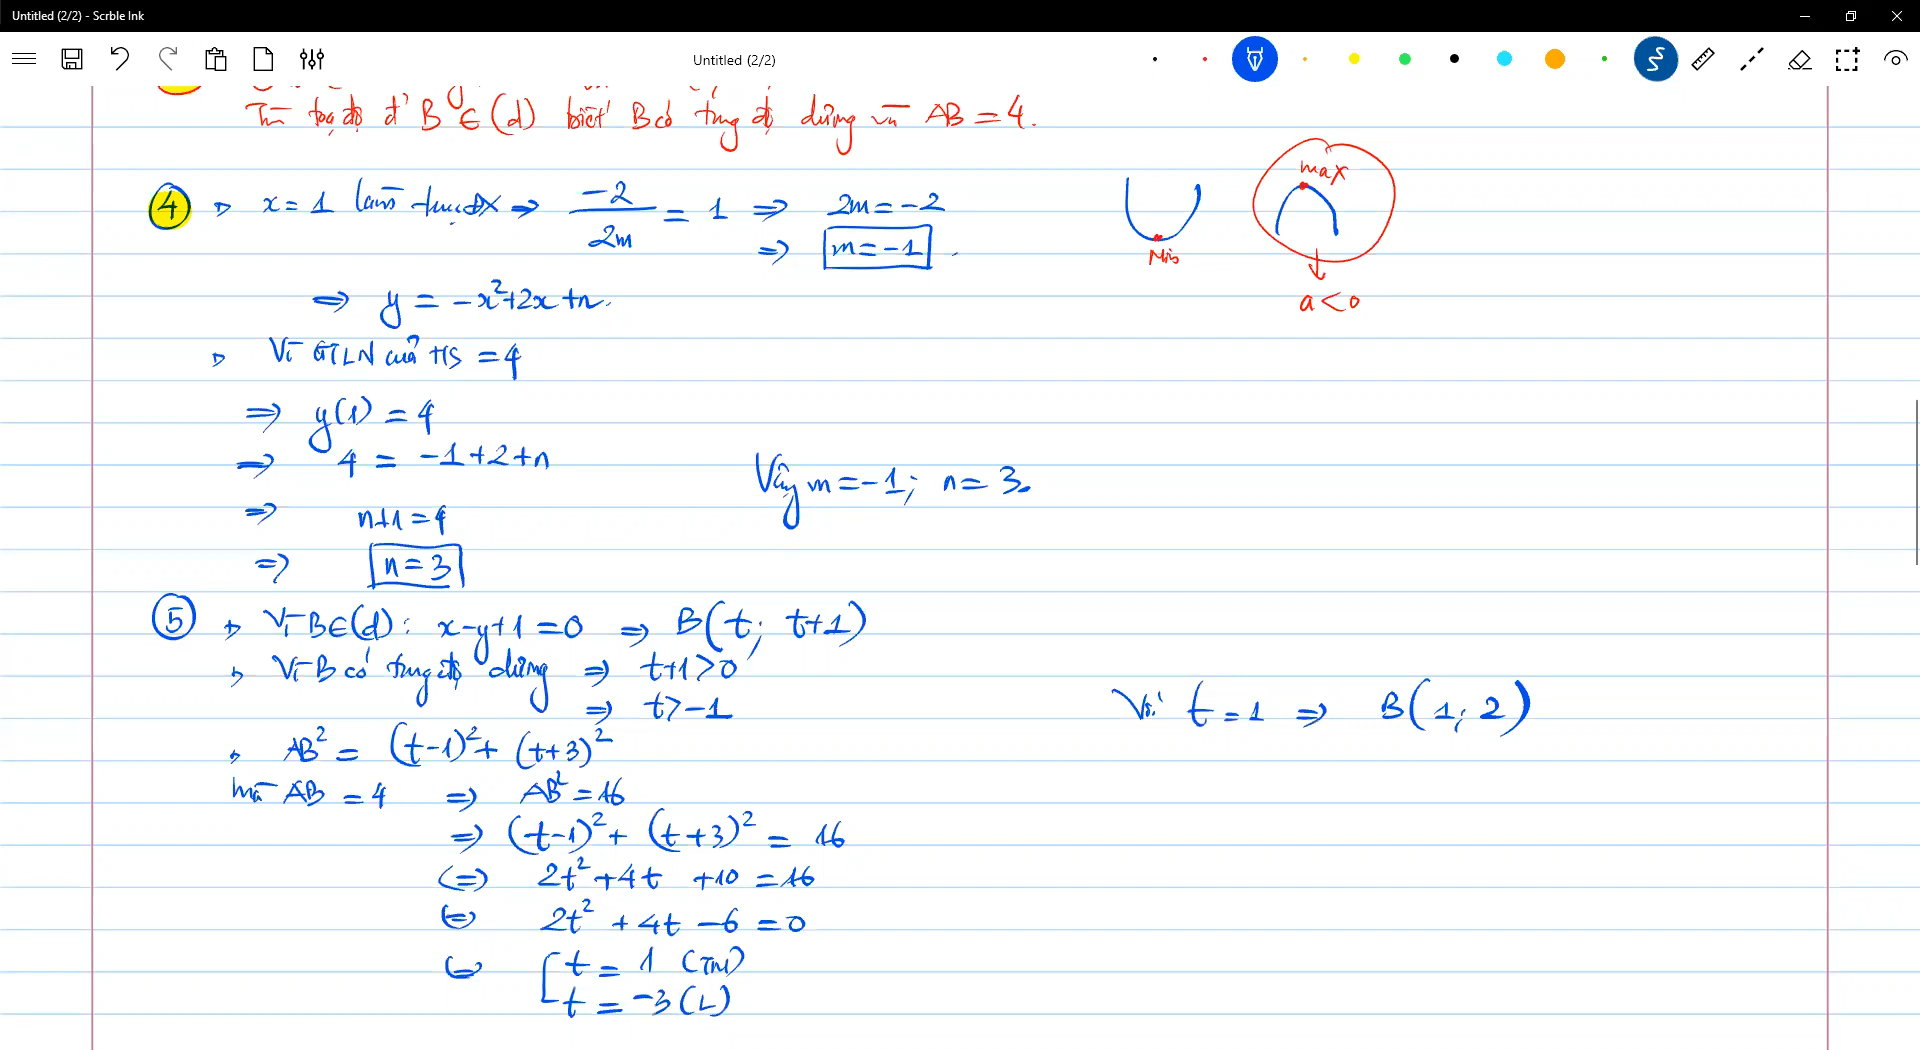 Untitled (2/2) - Scrble Ink
Untitled (2/2)
Tìm toạ độ đ' B ∈ (d) biết B có tung độ dương và AB = 4.
4 x = 1 làm trục đx => -2/2m = 1 => 2m = -2
=> m = -1.
=> y = -x²+2x+n.
max
Min
a < 0
Vì GTLN của HS = 4
=> y(1) = 4
=> 4 = -1+2+n
=> n+1 = 4
=> n = 3
Vậy m = -1; n = 3.
5 Vì B∈(d): x-y+1=0 => B(t; t+1)
Vì B có tung độ dương => t+1>0
=> t>-1
AB² = (t-1)²+ (t+3)²
mà AB = 4 => AB² = 16
=> (t-1)²+ (t+3)² = 16
<=> 2t²+4t +10 = 16
<=> 2t² + 4t - 6 = 0
<=> [ t = 1 (TM)
t = -3 (L)
Với t = 1 => B(1; 2)